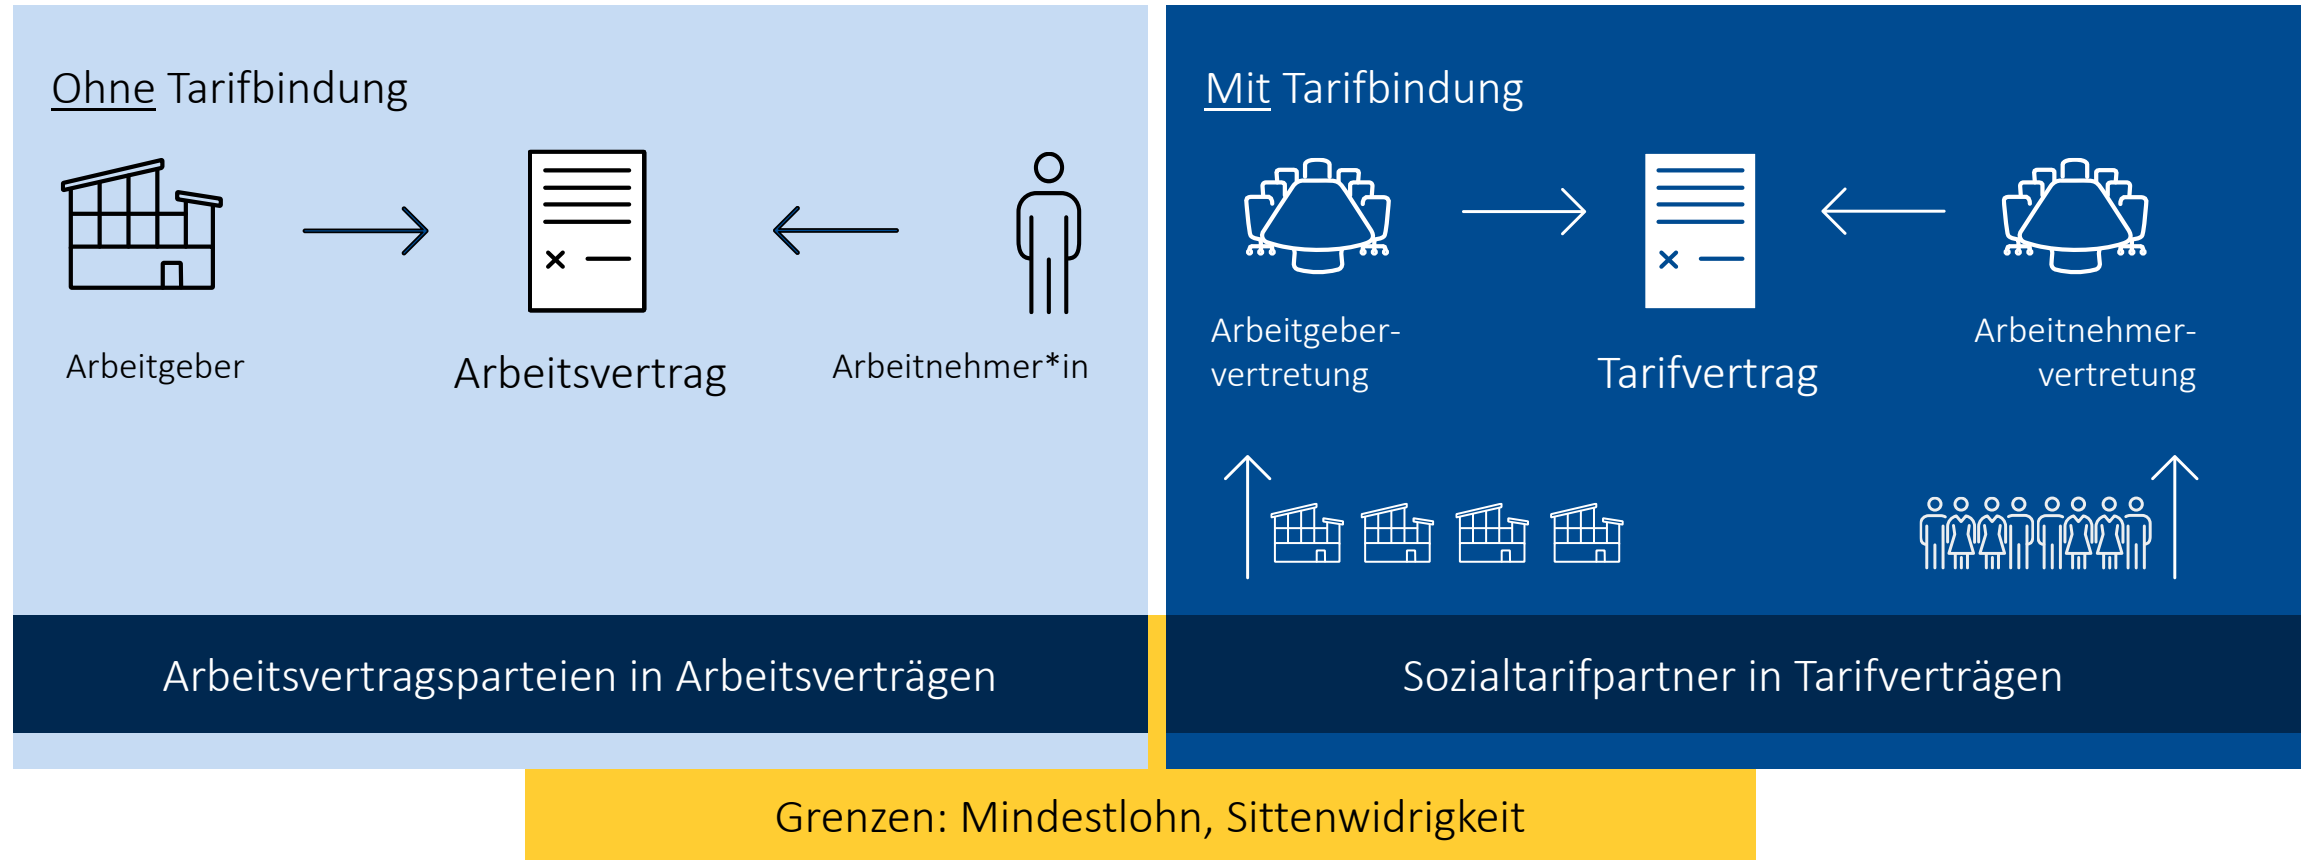 Ohne Tarifbindung
Arbeitgeber
Arbeitsvertrag
Arbeitnehmer*in
Arbeitsvertragsparteien in Arbeitsverträgen
Mit Tarifbindung
Arbeitgeber-
vertretung
Tarifvertrag
Arbeitnehmer-
vertretung
Sozialtarifpartner in Tarifverträgen
Grenzen: Mindestlohn, Sittenwidrigkeit